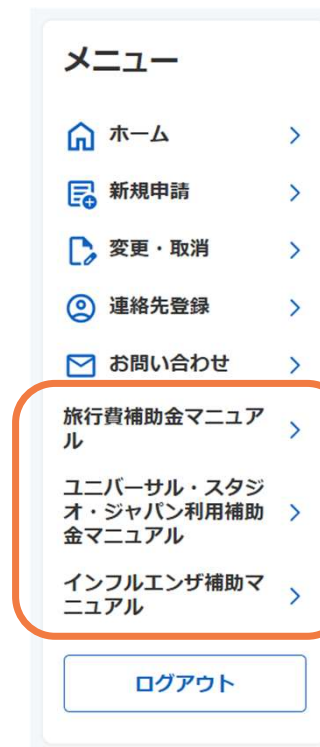 メニュー
ホーム
新規申請
変更・取消
連絡先登録
お問い合わせ
旅行費補助金マニュア
ル
ユニバーサル・スタジ
オ・ジャパン利用補助
金マニュアル
インフルエンザ補助マ
ニュアル
ログアウト